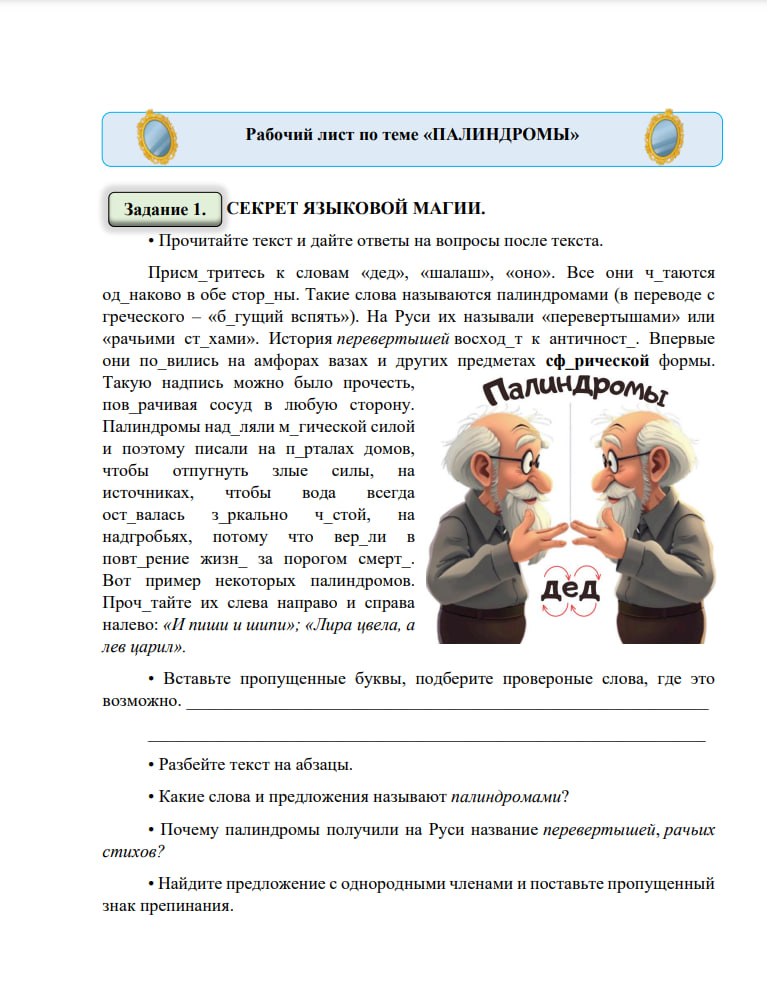 Рабочий лист по теме «ПАЛИНДРОМЫ»
Задание 1. СЕКРЕТ ЯЗЫКОВОЙ МАГИИ.
• Прочитайте текст и дайте ответы на вопросы после текста.
Присм_тритесь к словам «дед», «шалаш», «оно». Все они ч_таются
од_наково в обе стор_ны. Такие слова называются палиндромами (в переводе с
греческого – «б_гущий вспять»). На Руси их называли «перевертышами» или
«рачьими ст_хами». История перевертышей восход_т к античност_. Впервые
они по_вились на амфорах вазах и других предметах сф_рической формы.
Такую надпись можно было прочесть,
пов_рачивая сосуд в любую сторону.
Палиндромы над_ляли м_гической силой
и поэтому писали на п_рталах домов,
чтобы отпугнуть злые силы, на
источниках, чтобы вода всегда
ост_валась з_ркально ч_стой, на
надгробьях, потому что вер_ли в
повт_рение жизн_ за порогом смерт_.
Вот пример некоторых палиндромов.
Проч_тайте их слева направо и справа
налево: «И пиши и шипи»; «Лира цвела, а
лев царил».
Палиндромы
дед
• Вставьте пропущенные буквы, подберите провероные слова, где это
возможно. ____________________________________________________________
________________________________________________________________
• Разбейте текст на абзацы.
• Какие слова и предложения называют палиндромами?
• Почему палиндромы получили на Руси название перевертышей, рачьих
стихов?
• Найдите предложение с однородными членами и поставьте пропущенный
знак препинания.